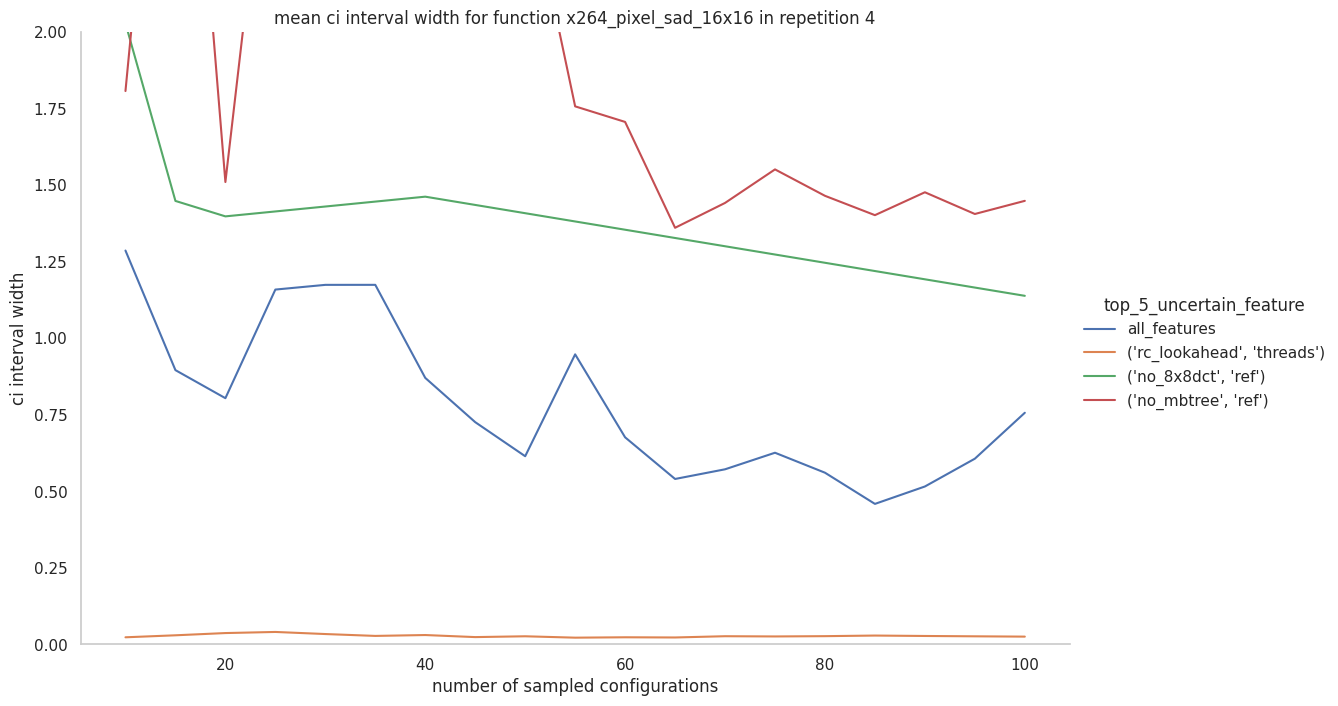 mean ci interval width for function x264_pixel_sad_16x16 in repetition 4
2.00
1.75
1.50
1.25
1.00
0.75
0.50
0.25
0.00
ci interval width
20
40
60
80
100
number of sampled configurations
top_5_uncertain_feature
all_features
('rc_lookahead', 'threads')
('no_8x8dct', 'ref')
('no_mbtree', 'ref')